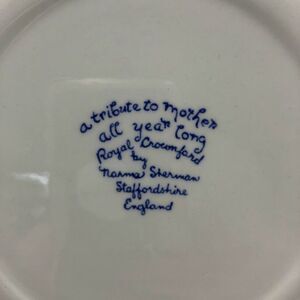 a tribute to mother
all year long
Royal Crownford
by
Norma Sherman
Staffordshire
England